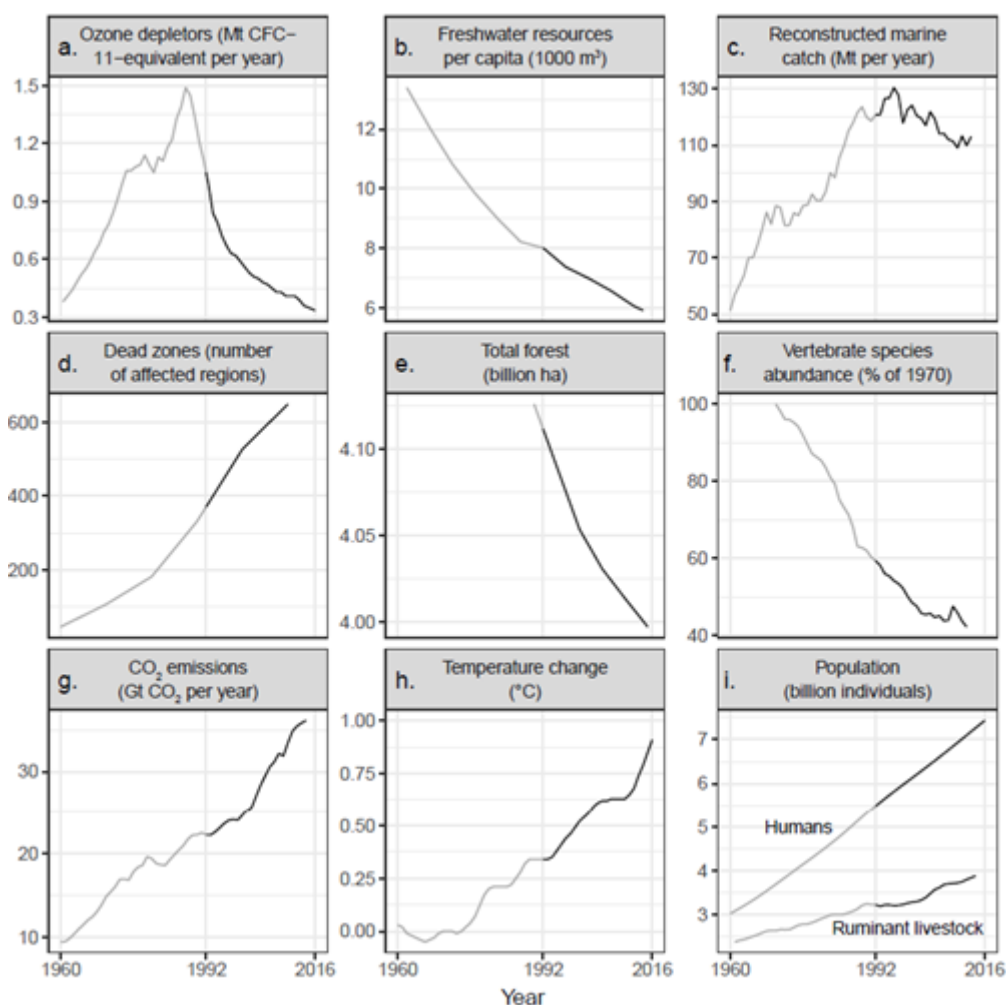 a. Ozone depletors (Mt CFC–
11–equivalent per year)
b. Freshwater resources
per capita (1000 m³)
c. Reconstructed marine
catch (Mt per year)
1.5
1.2
0.9
0.6
0.3
12
10
8
6
130
110
90
70
50
d. Dead zones (number
of affected regions)
e. Total forest
(billion ha)
f. Vertebrate species
abundance (% of 1970)
600
400
200
4.10
4.05
4.00
100
80
60
40
g. CO₂ emissions
(Gt CO₂ per year)
h. Temperature change
(°C)
i. Population
(billion individuals)
30
20
10
1.00
0.75
0.50
0.25
0.00
7
6
5
4
3
Humans
Ruminant livestock
1960 1992 2016
1960 1992 2016
1960 1992 2016
Year